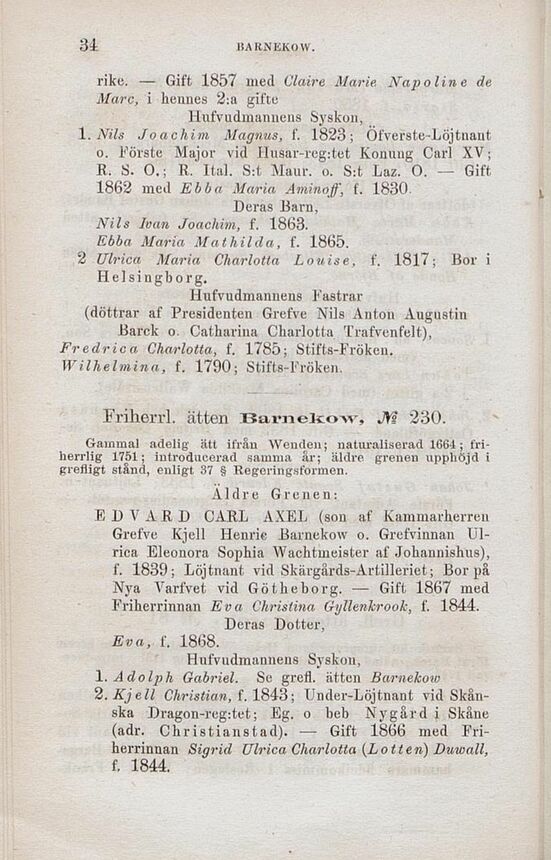 34
BARNEKOW.
rike. — Gift 1857 med Claire Marie Napoline de
Marc, i hennes 2:a gifte
Hufvudmannens Syskon,
1. Nils Joachim Magnus, f. 1823; Öfverste-Löjtnant
o. Förste Major vid Husar-reg:tet Konung Carl XV;
R. S. O.; R. Ital. S:t Maur. o. S:t Laz. O. — Gift
1862 med Ebba Maria Aminoff, f. 1830.
Deras Barn,
Nils Ivan Joachim, f. 1863.
Ebba Maria Mathilda, f. 1865.
2 Ulrica Maria Charlotta Louise, f. 1817; Bor i
Helsingborg.
Hufvudmannens Fastrar
(döttrar af Presidenten Grefve Nils Anton Augustin
Barck o. Catharina Charlotta Trafvenfelt),
Fredrica Charlotta, f. 1785; Stifts-Fröken.
Wilhelmina, f. 1790; Stifts-Fröken.
Friherrl. ätten Barnekow, № 230.
Gammal adelig ätt ifrån Wenden; naturaliserad 1664; fri-
herrlig 1751; introducerad samma år; äldre grenen upphöjd i
grefligt stånd, enligt 37 § Regeringsformen.
Äldre Grenen:
EDVARD CARL AXEL (son af Kammarherren
Grefve Kjell Henric Barnekow o. Grefvinnan Ul-
rica Eleonora Sophia Wachtmeister af Johannishus),
f. 1839; Löjtnant vid Skärgårds-Artilleriet; Bor på
Nya Varfvet vid Götheborg. — Gift 1867 med
Friherrinnan Eva Christina Gyllenkrook, f. 1844.
Deras Dotter,
Eva, f. 1868.
Hufvudmannens Syskon,
1. Adolph Gabriel. Se grefl. ätten Barnekow
2. Kjell Christian, f. 1843; Under-Löjtnant vid Skån-
ska Dragon-reg:tet; Eg. o beb Nygård i Skåne
(adr. Christianstad). — Gift 1866 med Fri-
herrinnan Sigrid Ulrica Charlotta (Lotten) Duwall,
f. 1844.